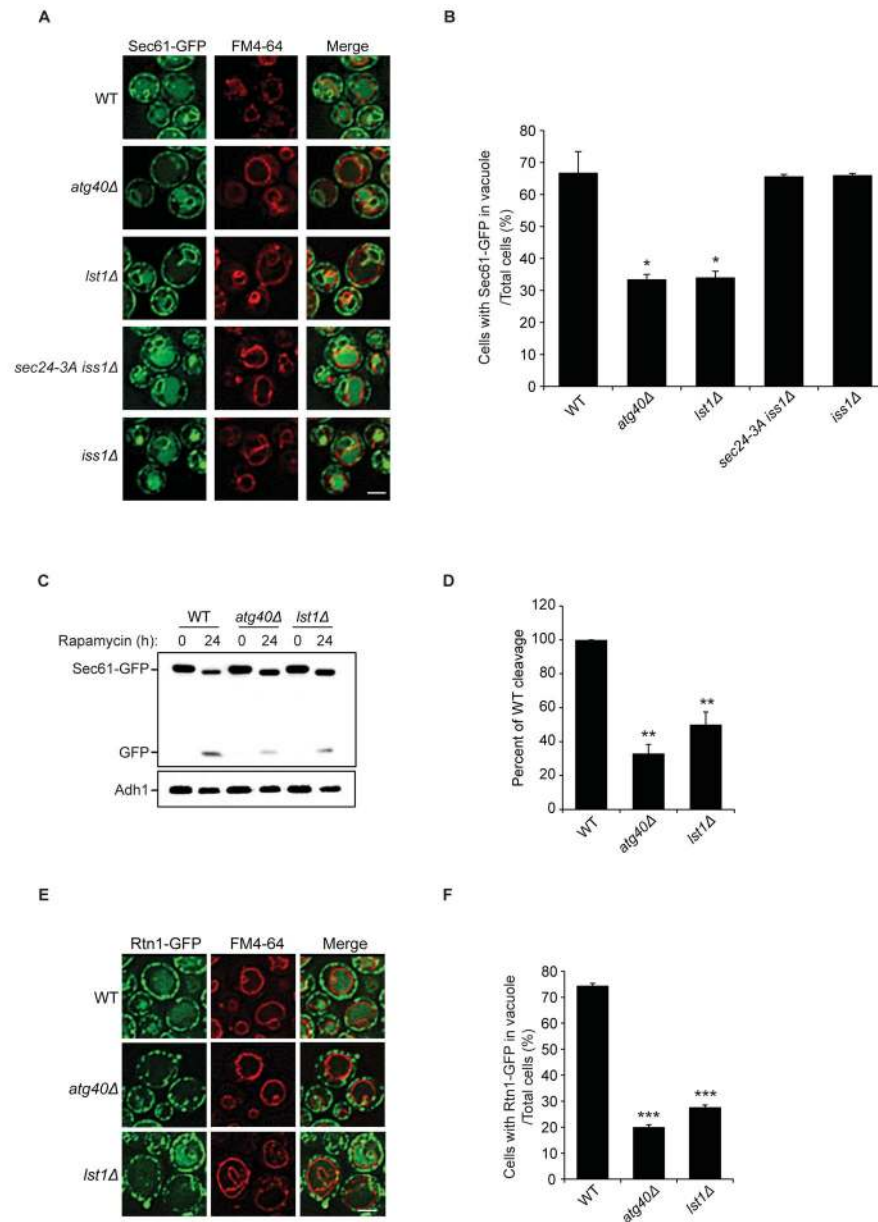 A
Sec61-GFP FM4-64 Merge
WT
atg40Δ
lst1Δ
sec24-3A iss1Δ
iss1Δ
B
Cells with Sec61-GFP in vacuole
/Total cells (%)
80
70
60
50
40
30
20
10
0
* *
WT atg40Δ lst1Δ sec24-3A iss1Δ iss1Δ
C
WT atg40Δ lst1Δ
Rapamycin (h): 0 24 0 24 0 24
Sec61-GFP
GFP
Adh1
D
Percent of WT cleavage
120
100
80
60
40
20
0
** **
WT atg40Δ lst1Δ
E
Rtn1-GFP FM4-64 Merge
WT
atg40Δ
lst1Δ
F
Cells with Rtn1-GFP in vacuole
/Total cells (%)
80
70
60
50
40
30
20
10
0
*** ***
WT atg40Δ lst1Δ